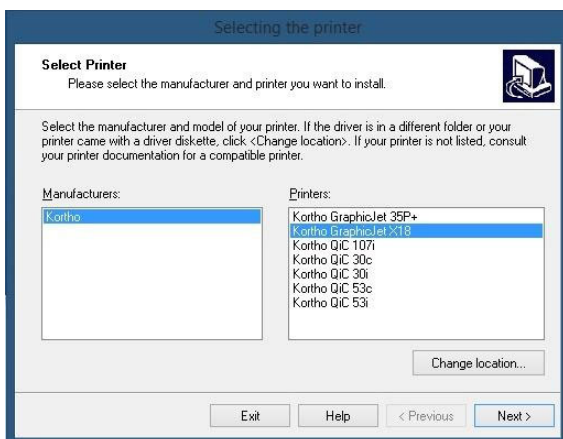 Selecting the printer
Select Printer
Please select the manufacturer and printer you want to install.
Select the manufacturer and model of your printer. If the driver is in a different folder or your
printer came with a driver diskette, click <Change location>. If your printer is not listed, consult
your printer documentation for a compatible printer.
Manufacturers:
Kortho
Printers:
Kortho GraphicJet 35P+
Kortho GraphicJet X18
Kortho QiC 107i
Kortho QiC 30c
Kortho QiC 30i
Kortho QiC 53c
Kortho QiC 53i
Change location...
Exit
Help
< Previous
Next >